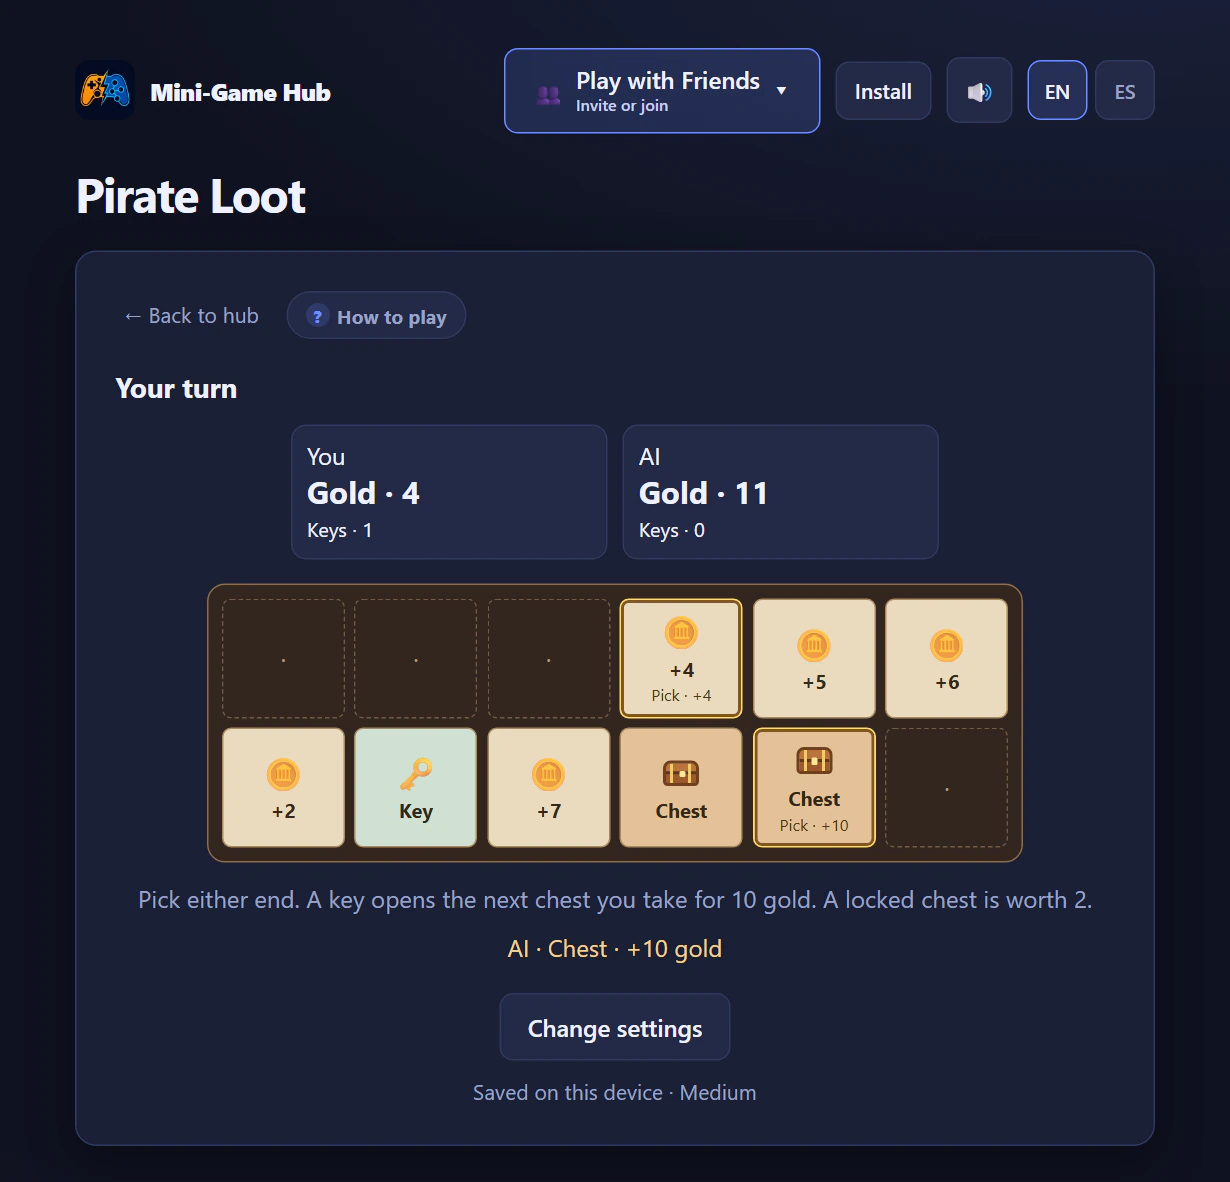 Mini-Game Hub
Play with Friends
Invite or join
Install
EN
ES
Pirate Loot
← Back to hub
? How to play
Your turn
You
Gold · 4
Keys · 1
AI
Gold · 11
Keys · 0
+4
Pick · +4
+5
+6
+2
Key
+7
Chest
Chest
Pick · +10
Pick either end. A key opens the next chest you take for 10 gold. A locked chest is worth 2.
AI · Chest · +10 gold
Change settings
Saved on this device · Medium